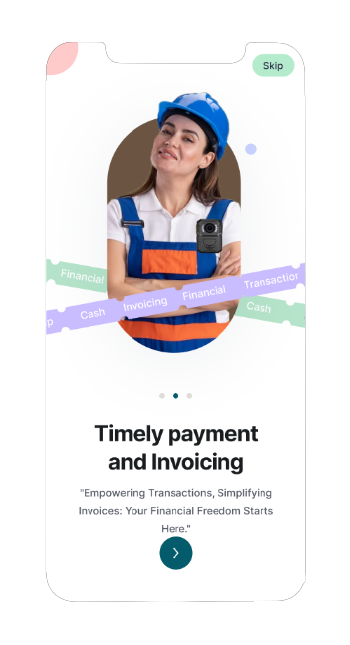 Skip
Financial
Transaction
Financial
Invoicing
Cash
Cash
Timely payment
and Invoicing
"Empowering Transactions, Simplifying
Invoices: Your Financial Freedom Starts
Here."